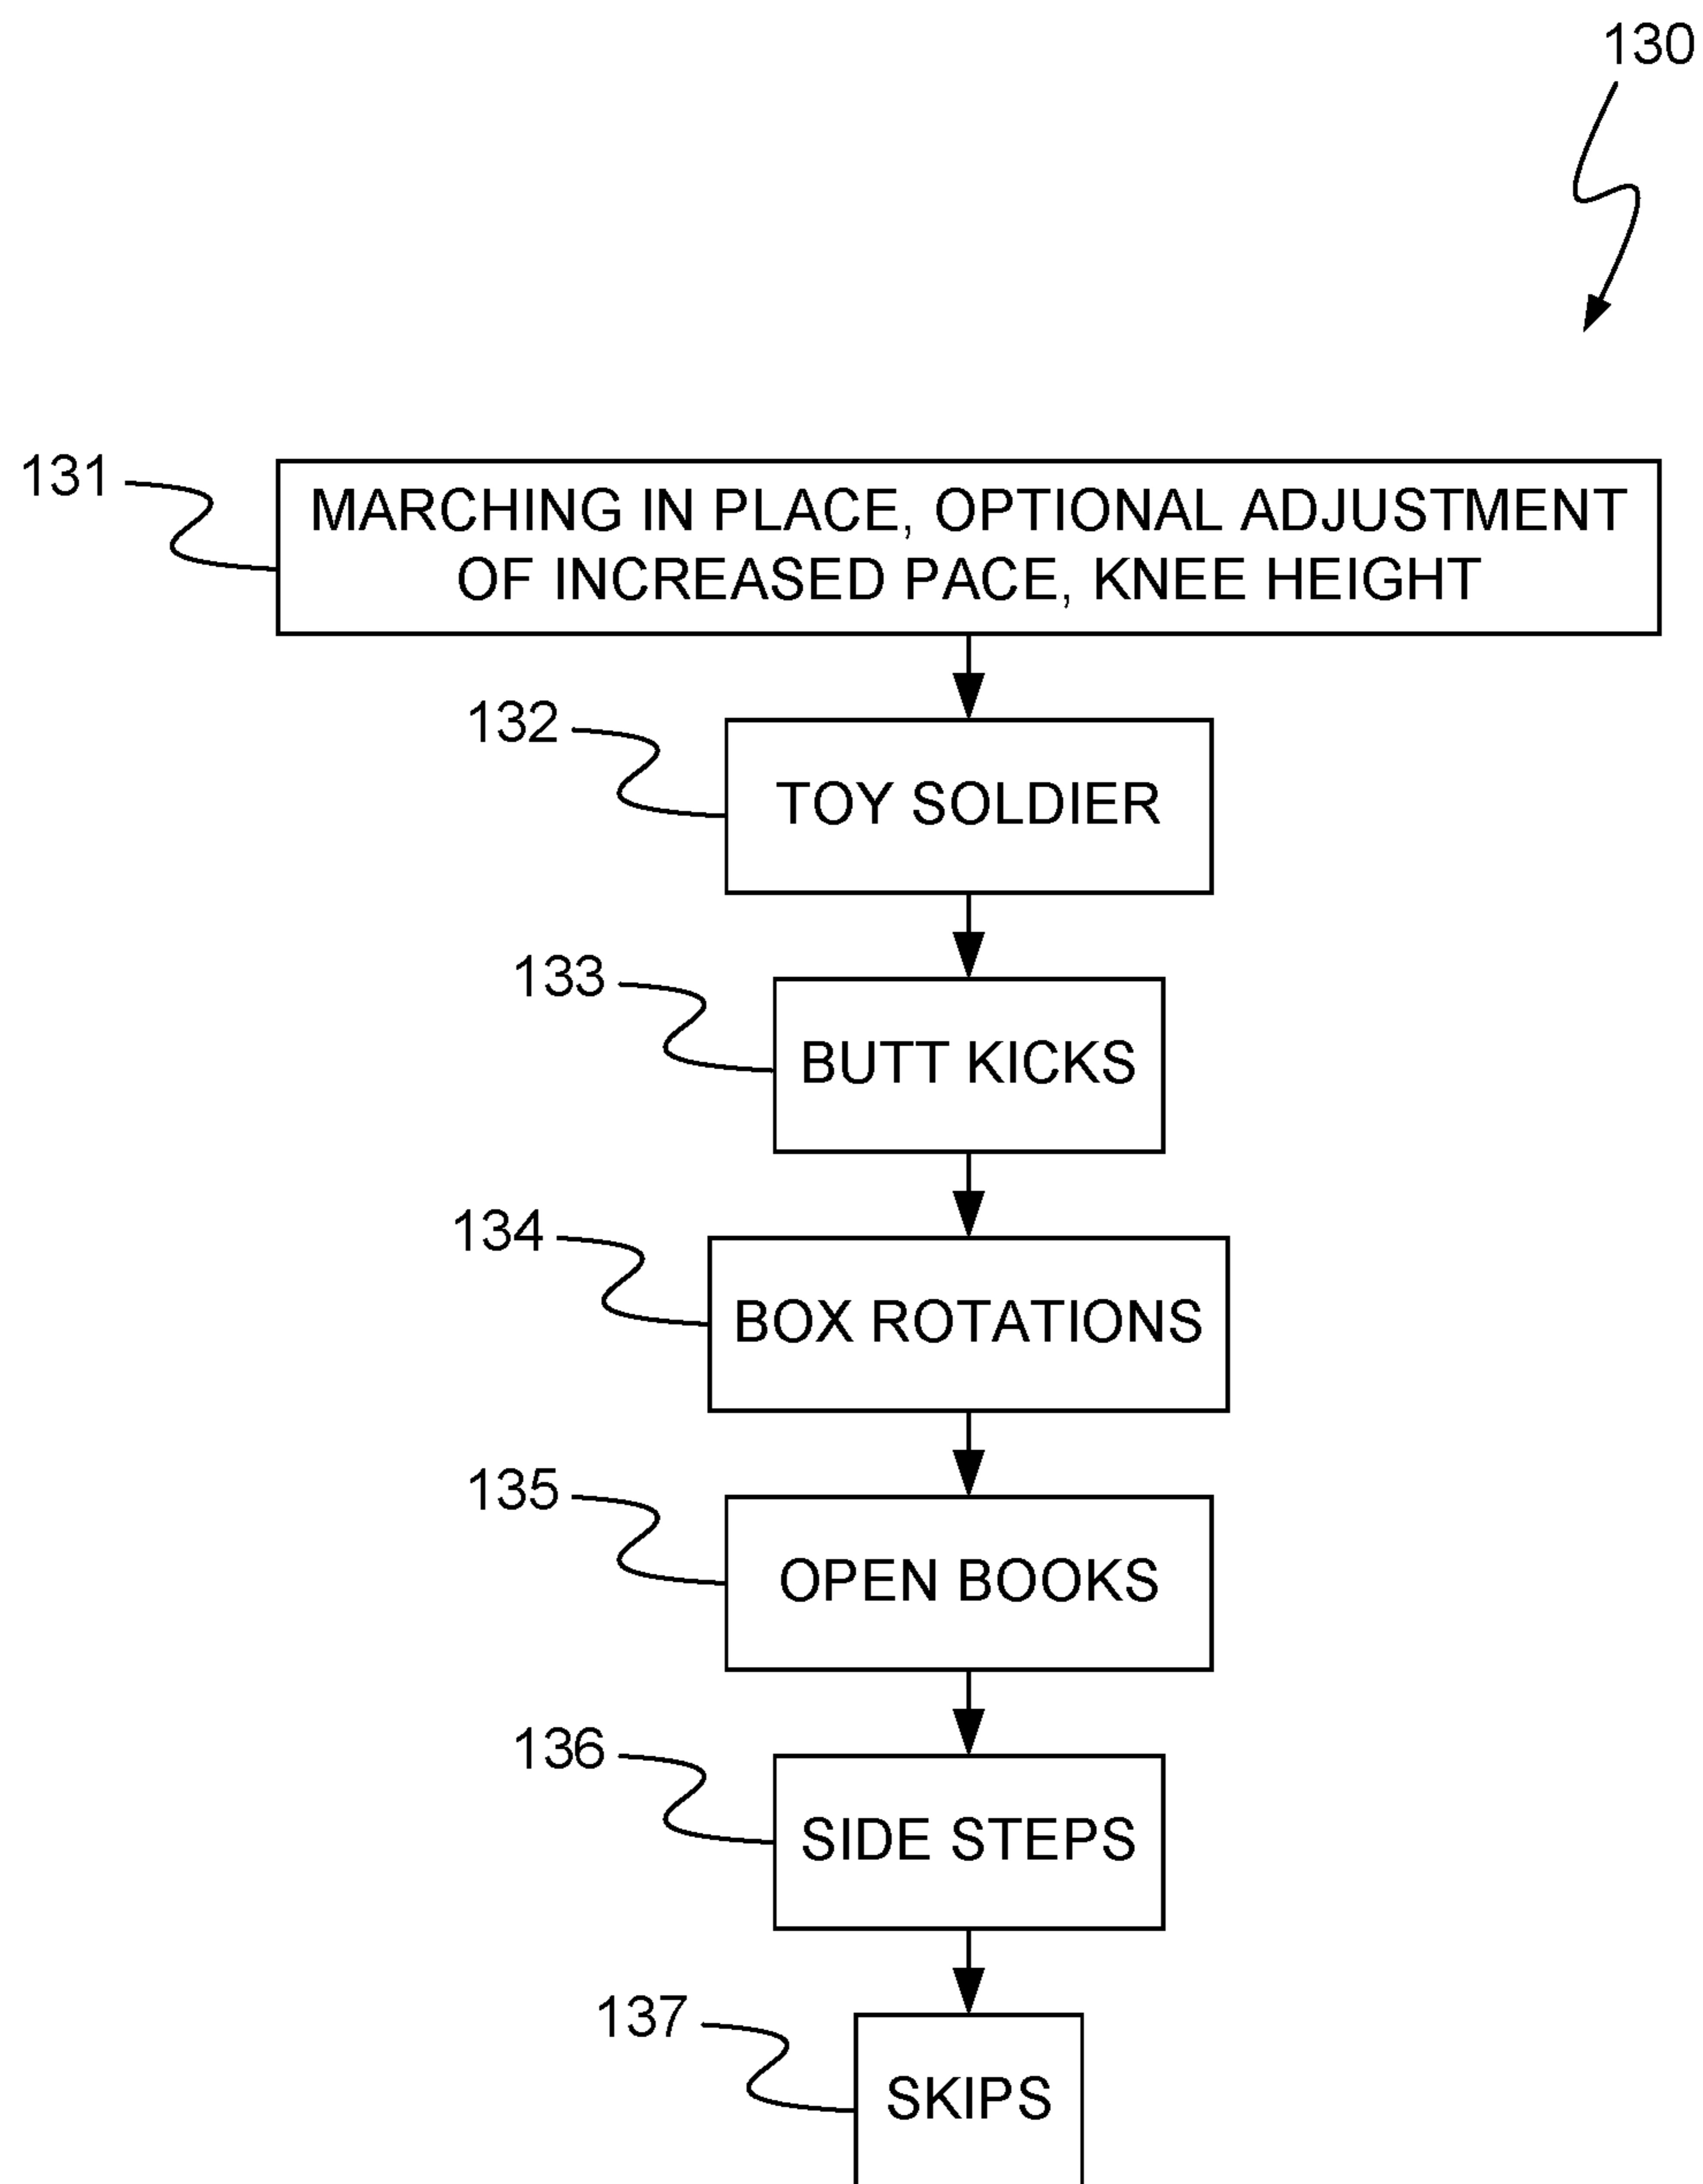 130
131
MARCHING IN PLACE, OPTIONAL ADJUSTMENT
OF INCREASED PACE, KNEE HEIGHT
132
TOY SOLDIER
133
BUTT KICKS
134
BOX ROTATIONS
135
OPEN BOOKS
136
SIDE STEPS
137
SKIPS